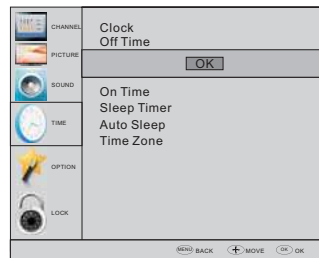 CHANNEL
PICTURE
SOUND
TIME
OPTION
LOCK
Clock
Off Time
OK
On Time
Sleep Timer
Auto Sleep
Time Zone
MENU BACK MOVE OK OK